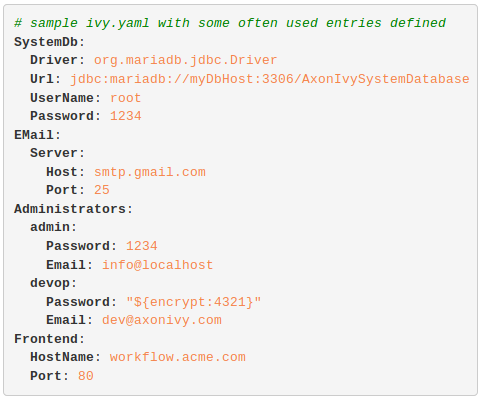 # sample ivy.yaml with some often used entries defined
SystemDb:
  Driver: org.mariadb.jdbc.Driver
  Url: jdbc:mariadb://myDbHost:3306/AxonIvySystemDatabase
  UserName: root
  Password: 1234
EMail:
  Server:
    Host: smtp.gmail.com
    Port: 25
Administrators:
  admin:
    Password: 1234
    Email: info@localhost
  devop:
    Password: "${encrypt:4321}"
    Email: dev@axonivy.com
Frontend:
  HostName: workflow.acme.com
  Port: 80